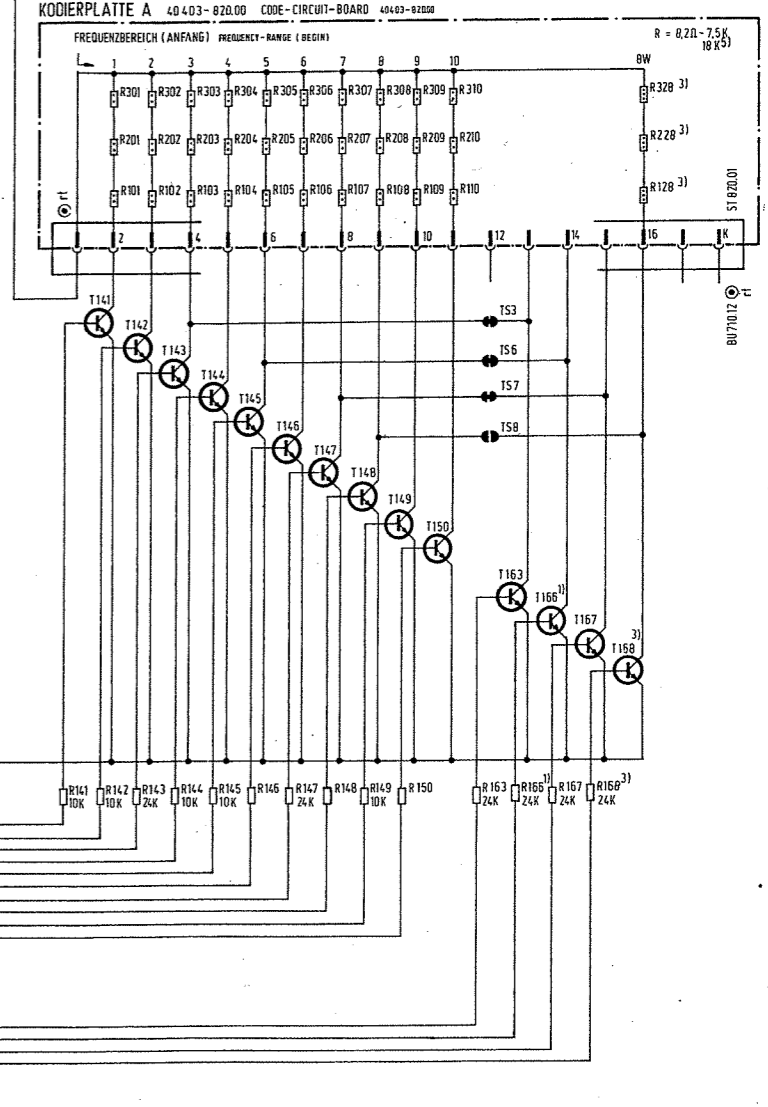 KODIERPLATTE A 40403-820.00 CODE-CIRCUIT-BOARD 40403-820.00
FREQUENZBEREICH (ANFANG) FREQUENCY-RANGE (BEGIN)
R = 8,2Ω-7,5K
18K5)
1 2 3 4 5 6 7 8 9 10 BW
R301 R302 R303 R304 R305 R306 R307 R308 R309 R310 R328 3)
R201 R202 R203 R204 R205 R206 R207 R208 R209 R210 R228 3)
R101 R102 R103 R104 R105 R106 R107 R108 R109 R110 R128 3)
rt
ST 820.01
2 4 6 8 10 12 14 16 K
BU710.12
rt
T141
T142
T143
T144
T145
T146
T147
T148
T149
T150
TS3
TS6
TS7
TS8
T163
T166 1)
T167
T168 3)
R141 R142 R143 R144 R145 R146 R147 R148 R149 R150 R163 R166 1) R167 R168 3)
10K 10K 24K 10K 10K 24K 10K 24K 24K 24K 24K